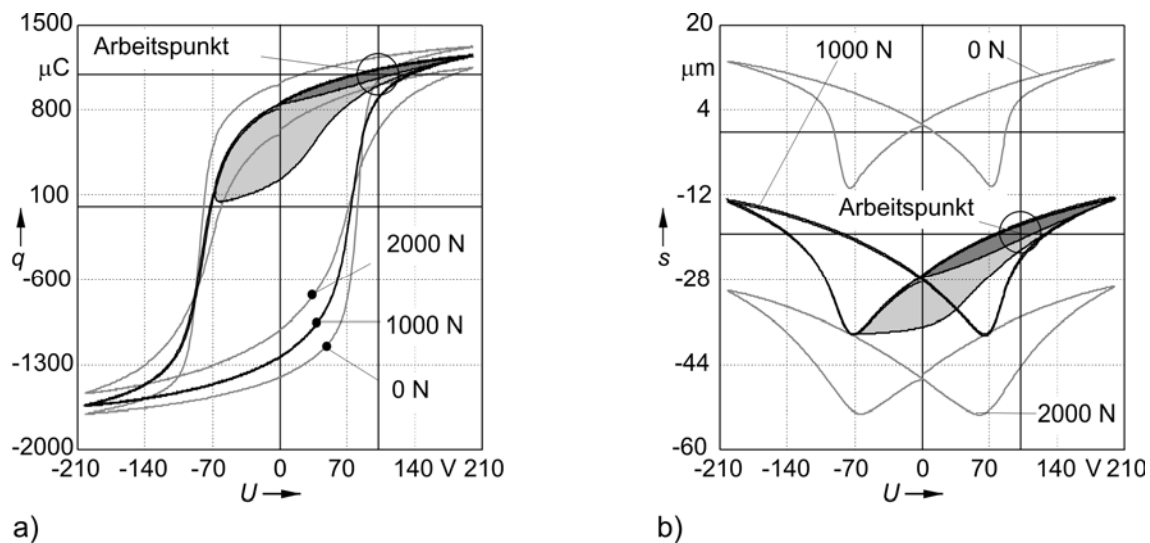 1500
Arbeitspunkt
µC
800
100
q
2000 N
-600
1000 N
-1300
0 N
-2000
-210 -140 -70 0 70 140 V 210
U
a)
20
1000 N 0 N
µm
4
-12
Arbeitspunkt
s
-28
-44
2000 N
-60
-210 -140 -70 0 70 140 V 210
U
b)